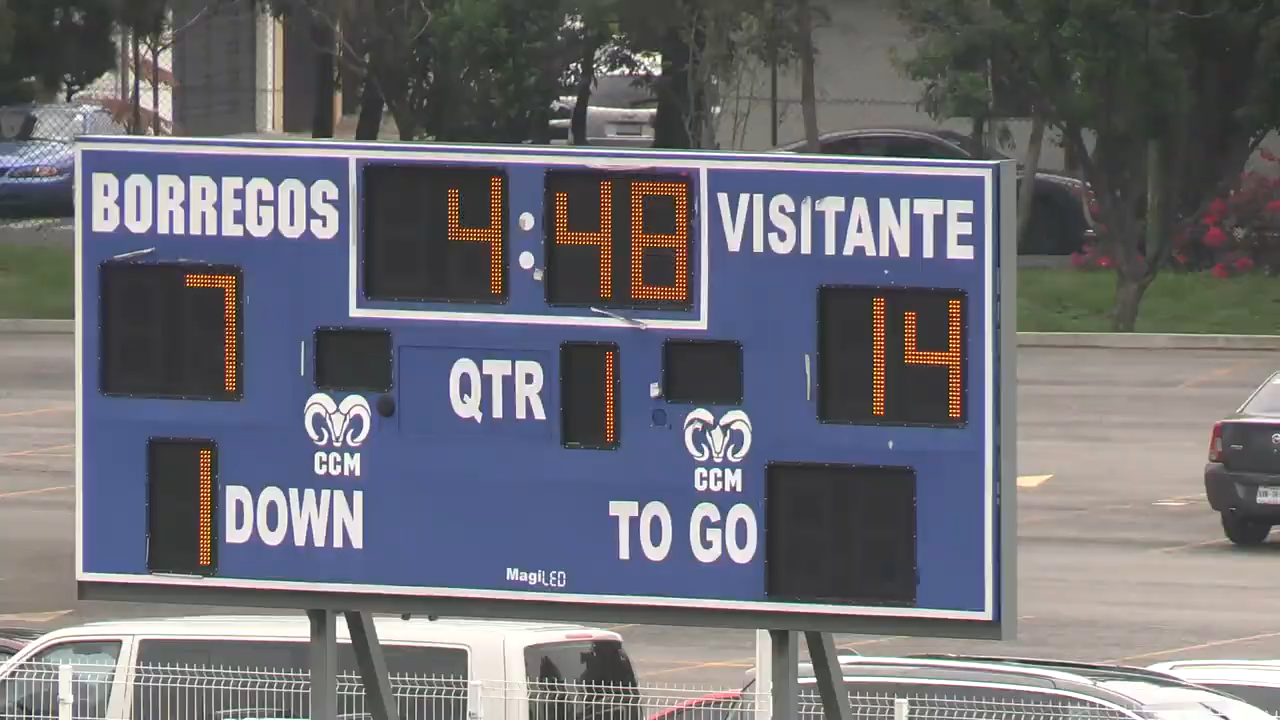 BORREGOS
4:48
VISITANTE
7
QTR 1
14
CCM
CCM
1 DOWN
TO GO
MagiLED